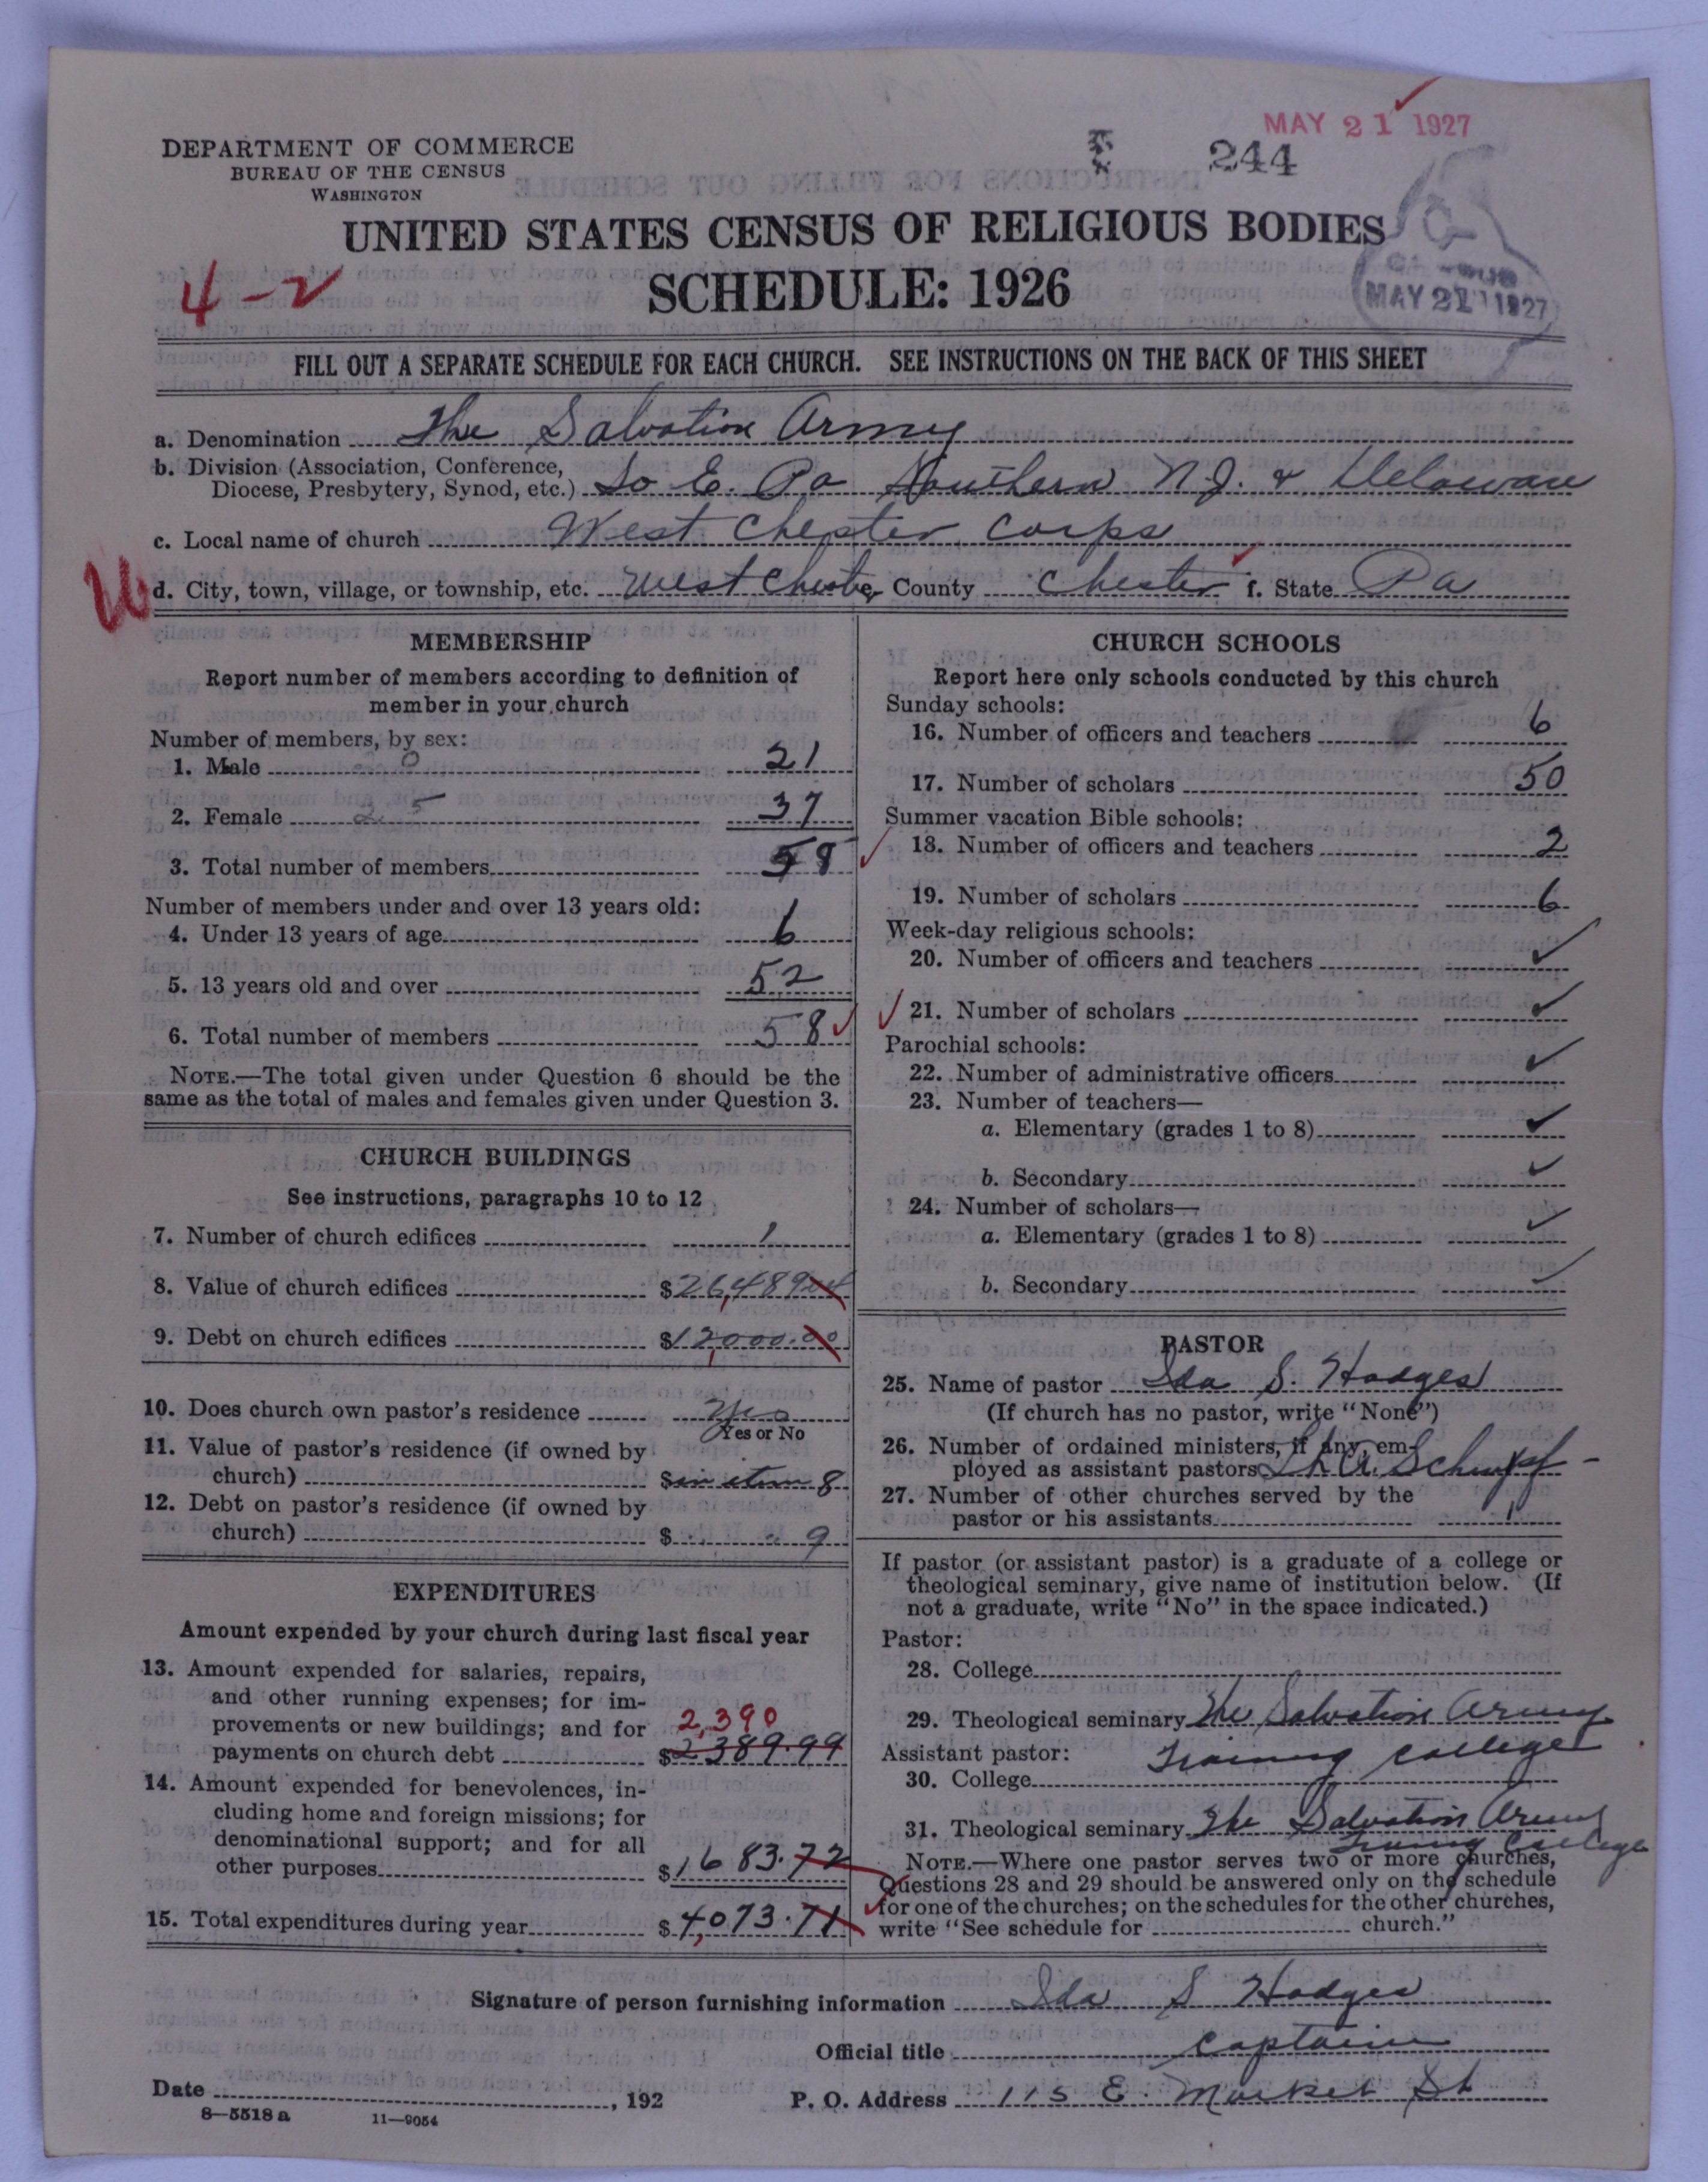 MAY 21 1927
244
DEPARTMENT OF COMMERCE
BUREAU OF THE CENSUS
WASHINGTON
UNITED STATES CENSUS OF RELIGIOUS BODIES
SCHEDULE: 1926
4-2
MAY 21 1927
FILL OUT A SEPARATE SCHEDULE FOR EACH CHURCH. SEE INSTRUCTIONS ON THE BACK OF THIS SHEET
a. Denomination The Salvation Army
b. Division (Association, Conference,
Diocese, Presbytery, Synod, etc.) So E. Pa Southern N.J. & Delaware
c. Local name of church West Chester Corps
d. City, town, village, or township, etc. West Chester County Chester f. State Pa
MEMBERSHIP
Report number of members according to definition of
member in your church
Number of members, by sex:
1. Male 21
2. Female 25 37
3. Total number of members 58
Number of members under and over 13 years old:
4. Under 13 years of age 6
5. 13 years old and over 52
6. Total number of members 58
NOTE.—The total given under Question 6 should be the
same as the total of males and females given under Question 3.
CHURCH BUILDINGS
See instructions, paragraphs 10 to 12
7. Number of church edifices 1
8. Value of church edifices $26,489
9. Debt on church edifices $12,000.00
10. Does church own pastor's residence Yes
Yes or No
11. Value of pastor's residence (if owned by
church) $ in item 8
12. Debt on pastor's residence (if owned by
church) $ " " 9
EXPENDITURES
Amount expended by your church during last fiscal year
13. Amount expended for salaries, repairs,
and other running expenses; for im-
provements or new buildings; and for 2,390
payments on church debt $2389.99
14. Amount expended for benevolences, in-
cluding home and foreign missions; for
denominational support; and for all
other purposes $1683.72
15. Total expenditures during year $4,073.71
CHURCH SCHOOLS
Report here only schools conducted by this church
Sunday schools:
16. Number of officers and teachers 6
17. Number of scholars 50
Summer vacation Bible schools:
18. Number of officers and teachers 2
19. Number of scholars 6
Week-day religious schools:
20. Number of officers and teachers ✓
21. Number of scholars ✓
Parochial schools:
22. Number of administrative officers ✓
23. Number of teachers—
a. Elementary (grades 1 to 8) ✓
b. Secondary ✓
24. Number of scholars—
a. Elementary (grades 1 to 8) ✓
b. Secondary ✓
PASTOR
25. Name of pastor Ida S. Hodges
(If church has no pastor, write "None")
26. Number of ordained ministers, if any, em-
ployed as assistant pastors
27. Number of other churches served by the
pastor or his assistants 1
If pastor (or assistant pastor) is a graduate of a college or
theological seminary, give name of institution below. (If
not a graduate, write "No" in the space indicated.)
Pastor:
28. College
29. Theological seminary The Salvation Army
Training College
Assistant pastor:
30. College
31. Theological seminary The Salvation Army
Training College
NOTE.—Where one pastor serves two or more churches,
Questions 28 and 29 should be answered only on the schedule
for one of the churches; on the schedules for the other churches,
write "See schedule for church."
Signature of person furnishing information Ida S Hodges
Official title Captain
Date , 192 P. O. Address 115 E. Market St
8—5518 a 11—9054